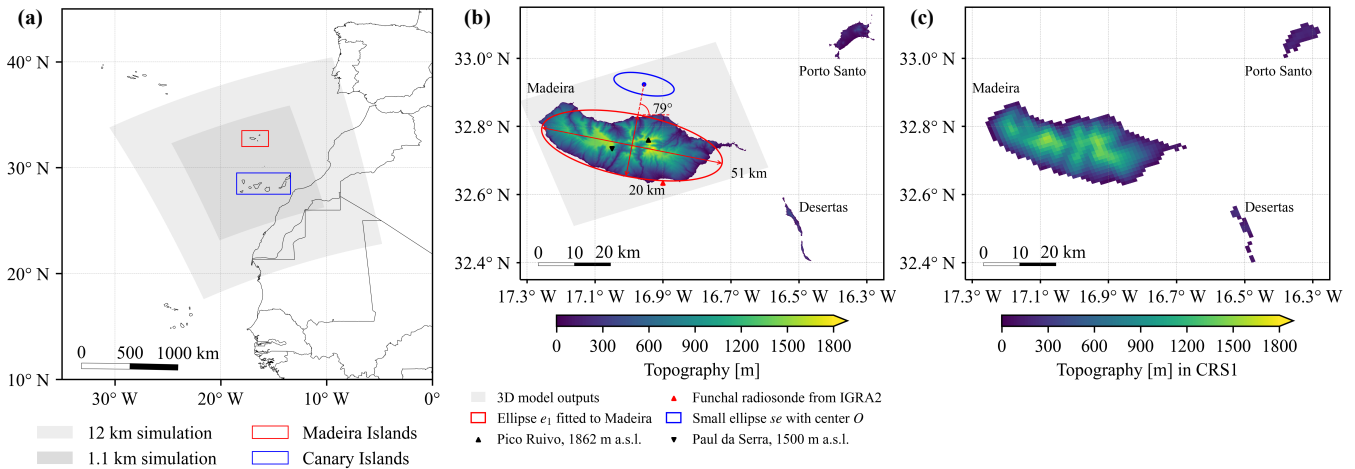 (a)
40° N
30° N
20° N
10° N
0 500 1000 km
30° W 20° W 10° W 0°
12 km simulation
1.1 km simulation
Madeira Islands
Canary Islands
(b)
33.0° N
32.8° N
32.6° N
32.4° N
Madeira
Porto Santo
79°
51 km
20 km
Desertas
0 10 20 km
17.3° W 17.1° W 16.9° W 16.7° W 16.5° W 16.3° W
0 300 600 900 1200 1500 1800
Topography [m]
3D model outputs
Ellipse e₁ fitted to Madeira
Pico Ruivo, 1862 m a.s.l.
Funchal radiosonde from IGRA2
Small ellipse se with center O
Paul da Serra, 1500 m a.s.l.
(c)
33.0° N
32.8° N
32.6° N
32.4° N
Madeira
Porto Santo
Desertas
0 10 20 km
17.3° W 17.1° W 16.9° W 16.7° W 16.5° W 16.3° W
0 300 600 900 1200 1500 1800
Topography [m] in CRS1